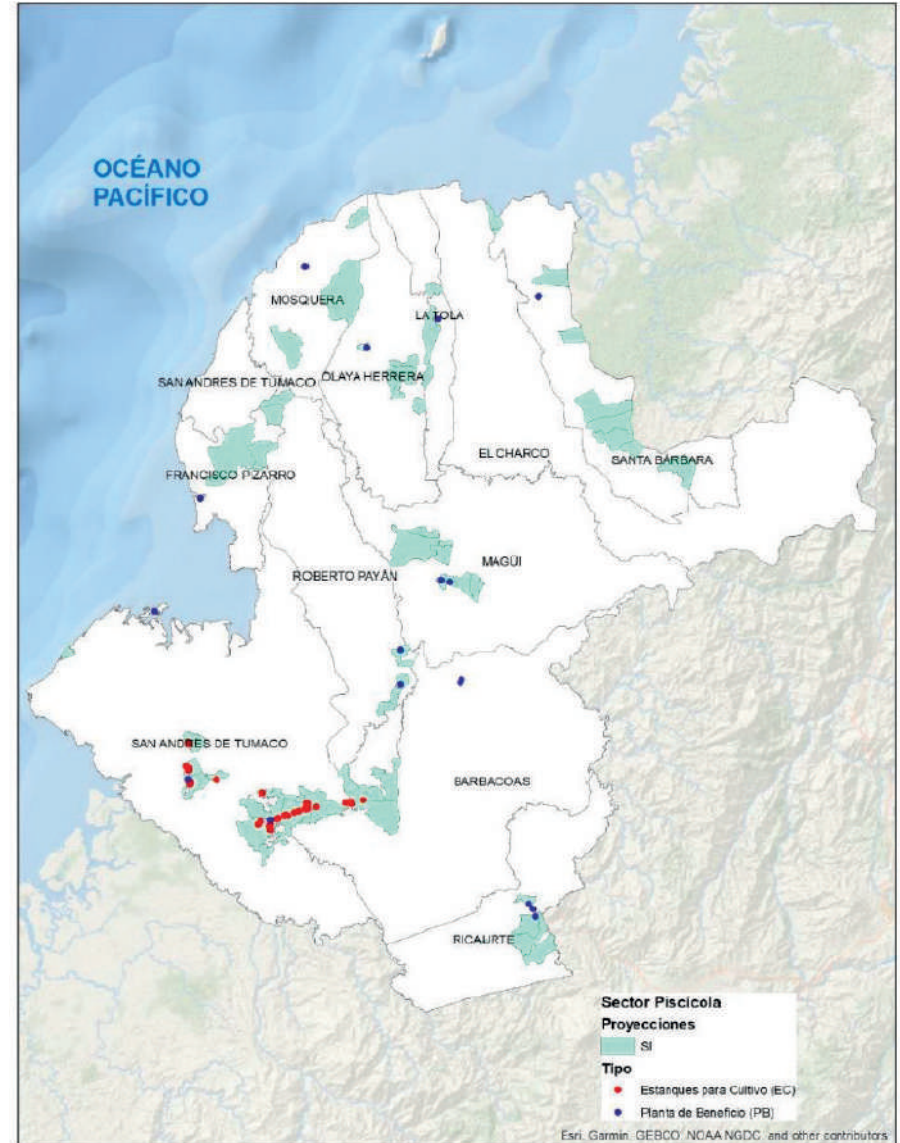 OCÉANO
PACÍFICO
MOSQUERA
LA TOLA
SAN ANDRES DE TUMACO
OLAYA HERRERA
EL CHARCO
SANTA BÁRBARA
FRANCISCO PIZARRO
MAGÜI
ROBERTO PAYÁN
SAN ANDRES DE TUMACO
BARBACOAS
RICAURTE
Sector Piscícola
Proyecciones
SI
Tipo
Estanques para Cultivo (EC)
Planta de Beneficio (PB)
Esri, Garmin, GEBCO, NOAA NGDC, and other contributors